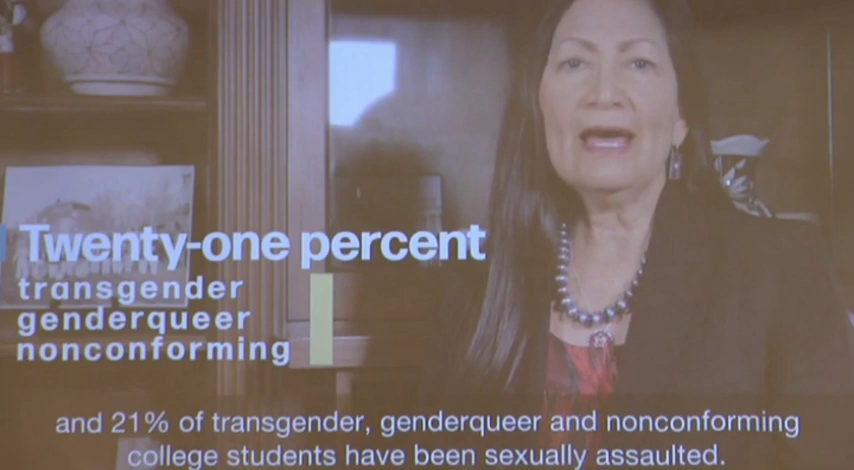 Twenty-one percent
transgender
genderqueer
nonconforming
and 21% of transgender, genderqueer and nonconforming
college students have been sexually assaulted.